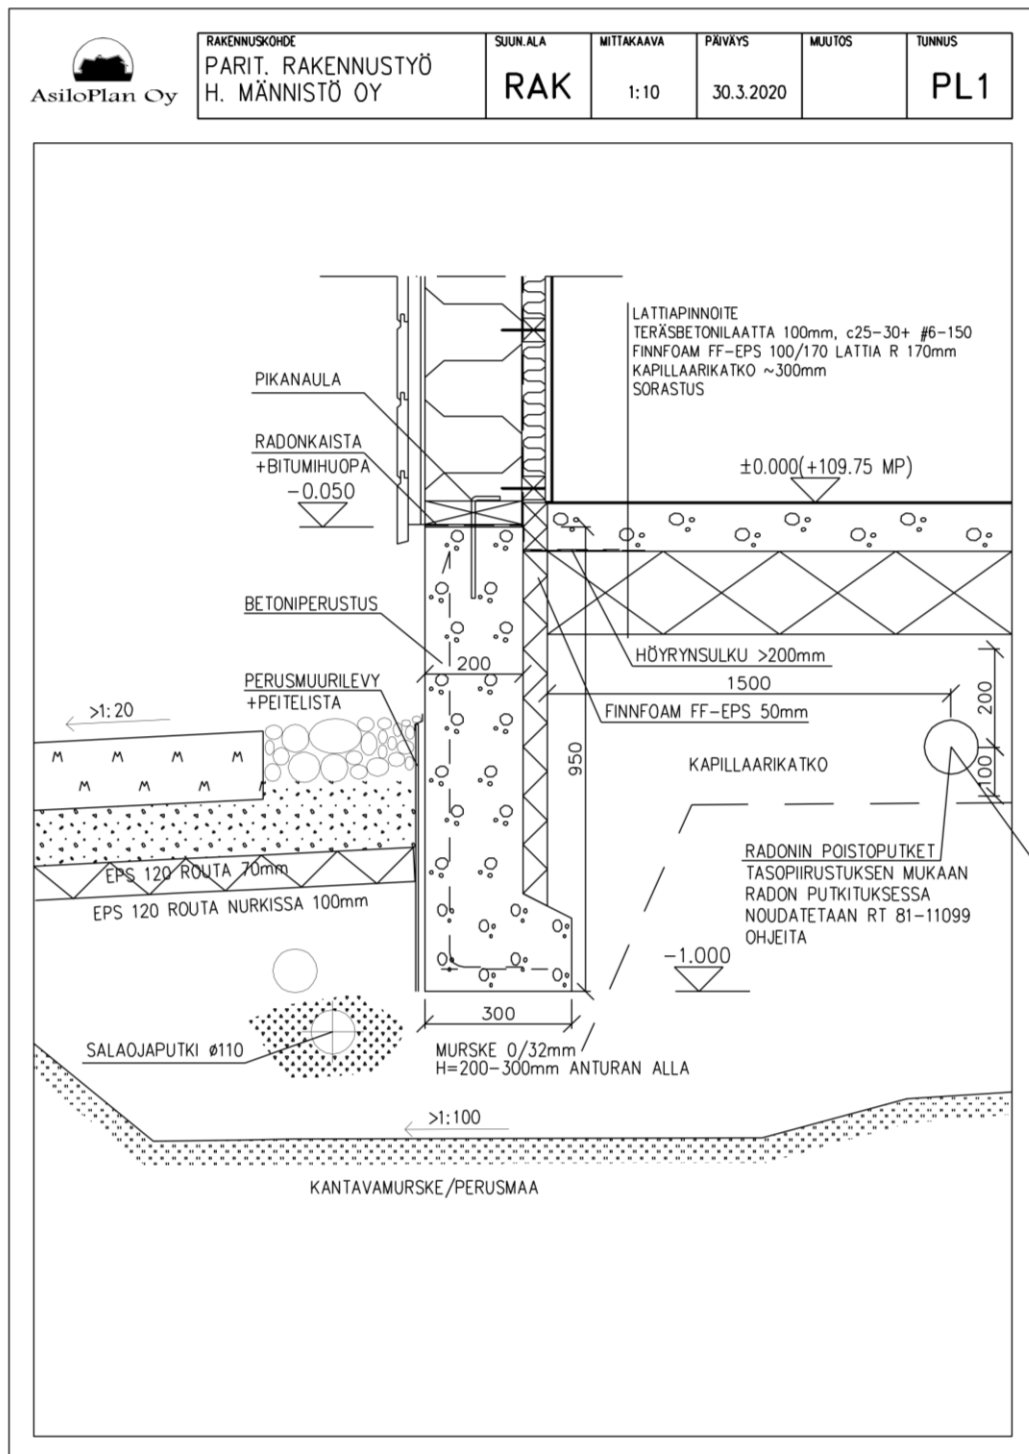 AsiloPlan Oy
RAKENNUSKOHDE
PARIT. RAKENNUSTYÖ
H. MÄNNISTÖ OY
SUUN.ALA
RAK
MITTAKAAVA
1:10
PÄIVÄYS
30.3.2020
MUUTOS
TUNNUS
PL1
LATTIAPINNOITE
TERÄSBETONILAATTA 100mm, c25-30+ #6-150
FINNFOAM FF-EPS 100/170 LATTIA R 170mm
KAPILLAARIKATKO ~300mm
SORASTUS
PIKANAULA
RADONKAISTA
+BITUMIHUOPA
-0.050
±0.000(+109.75 MP)
BETONIPERUSTUS
HÖYRYNSULKU >200mm
200
PERUSMUURILEVY
+PEITELISTA
1500
200
>1:20
FINNFOAM FF-EPS 50mm
950
KAPILLAARIKATKO
100
RADONIN POISTOPUTKET
TASOPIIRUSTUKSEN MUKAAN
RADON PUTKITUKSESSA
NOUDATETAAN RT 81-11099
OHJEITA
EPS 120 ROUTA 70mm
EPS 120 ROUTA NURKISSA 100mm
-1.000
300
SALAOJAPUTKI ø110
MURSKE 0/32mm
H=200-300mm ANTURAN ALLA
>1:100
KANTAVAMURSKE/PERUSMAA